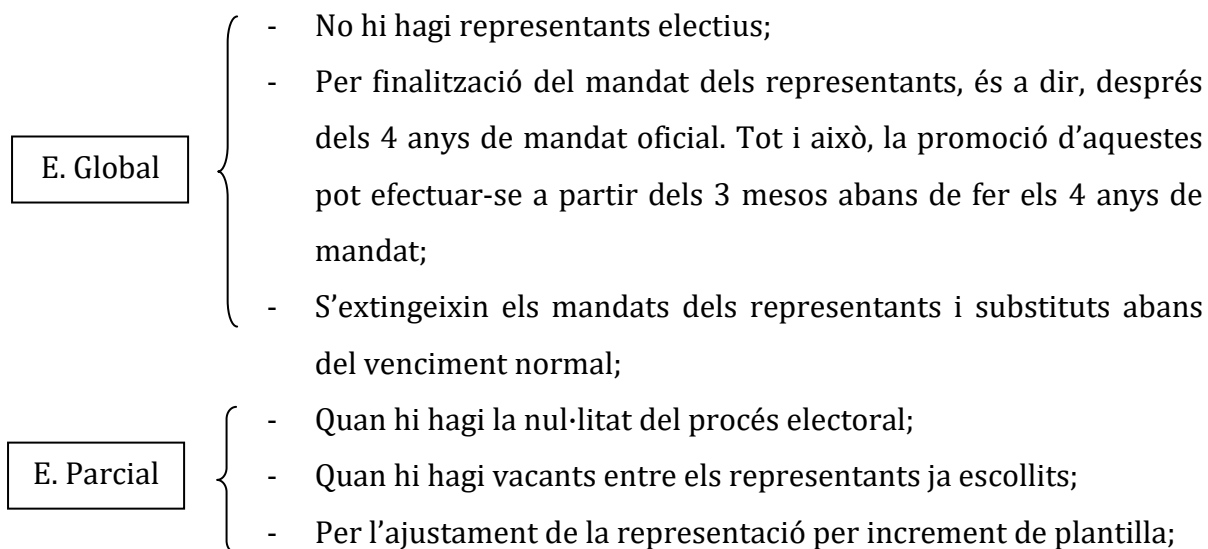 E. Global
- No hi hagi representants electius;
- Per finalització del mandat dels representants, és a dir, després
dels 4 anys de mandat oficial. Tot i això, la promoció d’aquestes
pot efectuar-se a partir dels 3 mesos abans de fer els 4 anys de
mandat;
- S’extingeixin els mandats dels representants i substituts abans
del venciment normal;
E. Parcial
- Quan hi hagi la nul·litat del procés electoral;
- Quan hi hagi vacants entre els representants ja escollits;
- Per l’ajustament de la representació per increment de plantilla;